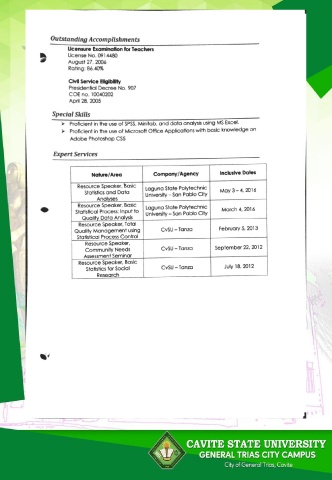 Outstanding Accomplishments
Licensure Examination for Teachers
License No. 0914480
August 27, 2006
Rating: 86.40%
Civil Service Eligibility
Presidential Decree No. 907
COE no. 10040202
April 28, 2005
Special Skills
➤ Proficient in the use of SPSS, Minitab, and data analysis using MS Excel.
➤ Proficient in the use of Microsoft Office Applications with basic knowledge on
Adobe Photoshop CS5
Expert Services
Nature/Area Company/Agency Inclusive Dates
Resource Speaker, Basic
Statistics and Data
Analyses
Laguna State Polytechnic
University – San Pablo City
May 3 – 4, 2016
Resource Speaker, Basic
Statistical Process: Input to
Quality Data Analysis
Laguna State Polytechnic
University – San Pablo City
March 4, 2016
Resource Speaker, Total
Quality Management using
Statistical Process Control
CvSU – Tanza
February 5, 2013
Resource Speaker,
Community Needs
Assessment Seminar
CvSU – Tanza
September 22, 2012
Resource Speaker, Basic
Statistics for Social
Research
CvSU – Tanza
July 18, 2012
CAVITE STATE UNIVERSITY
GENERAL TRIAS CITY CAMPUS
City of General Trias, Cavite